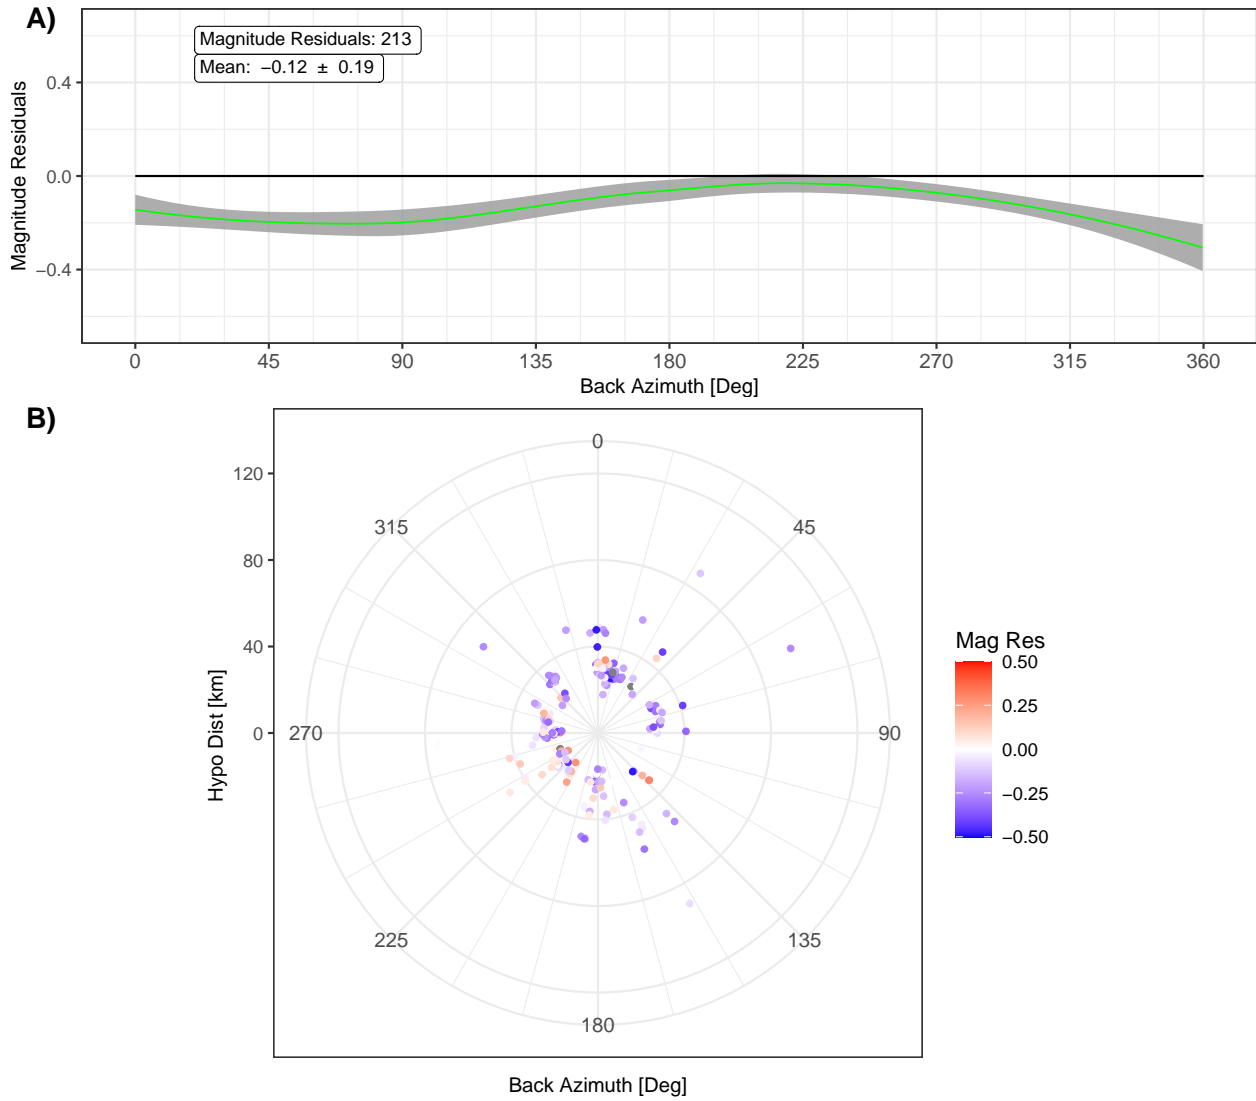 A)
Magnitude Residuals: 213
Mean:  −0.12  ±  0.19
Magnitude Residuals
0.4
0.0
−0.4
0 45 90 135 180 225 270 315 360
Back Azimuth [Deg]
B)
Hypo Dist [km]
120
80
40
0
0
45
90
135
180
225
270
315
Back Azimuth [Deg]
Mag Res
0.50
0.25
0.00
−0.25
−0.50